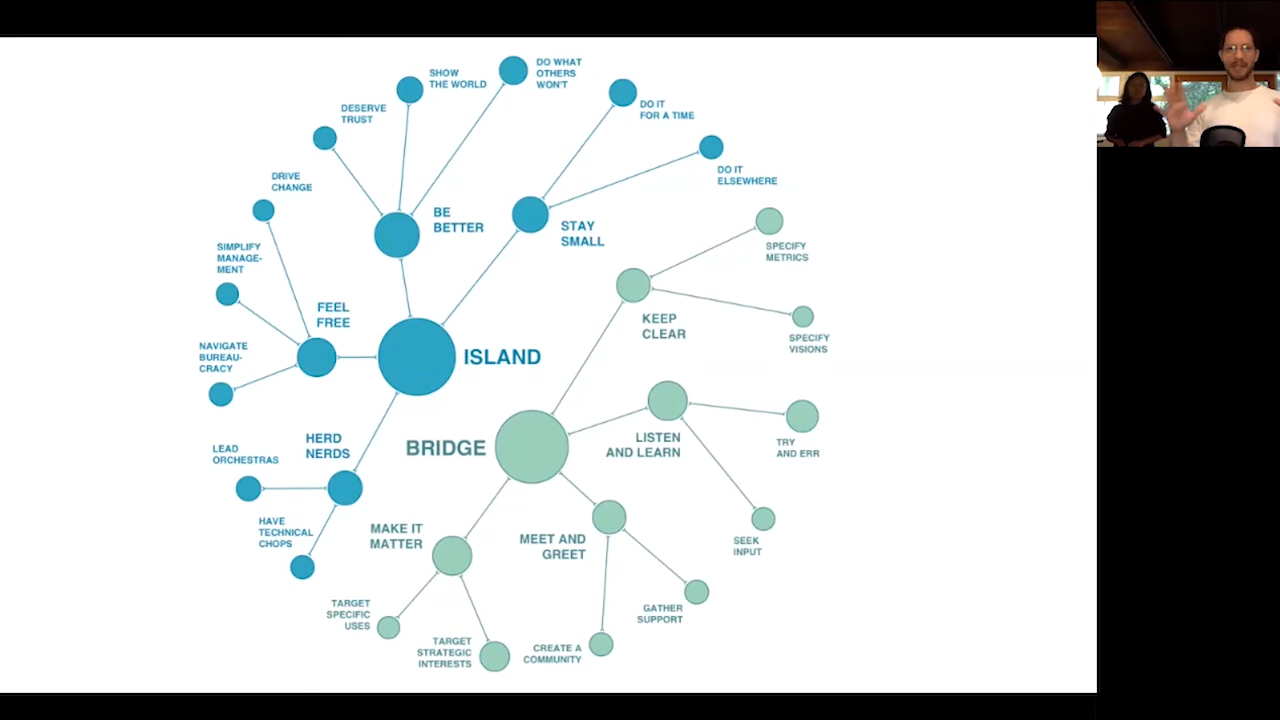 SHOW
THE WORLD
DO WHAT
OTHERS
WON'T
DESERVE
TRUST
DO IT
FOR A TIME
DRIVE
CHANGE
DO IT
ELSEWHERE
BE
BETTER
STAY
SMALL
SIMPLIFY
MANAGE-
MENT
SPECIFY
METRICS
FEEL
FREE
KEEP
CLEAR
SPECIFY
VISIONS
NAVIGATE
BUREAU-
CRACY
ISLAND
HERD
NERDS
BRIDGE
LISTEN
AND LEARN
TRY
AND ERR
LEAD
ORCHESTRAS
HAVE
TECHNICAL
CHOPS
MAKE IT
MATTER
MEET AND
GREET
SEEK
INPUT
TARGET
SPECIFIC
USES
GATHER
SUPPORT
TARGET
STRATEGIC
INTERESTS
CREATE A
COMMUNITY